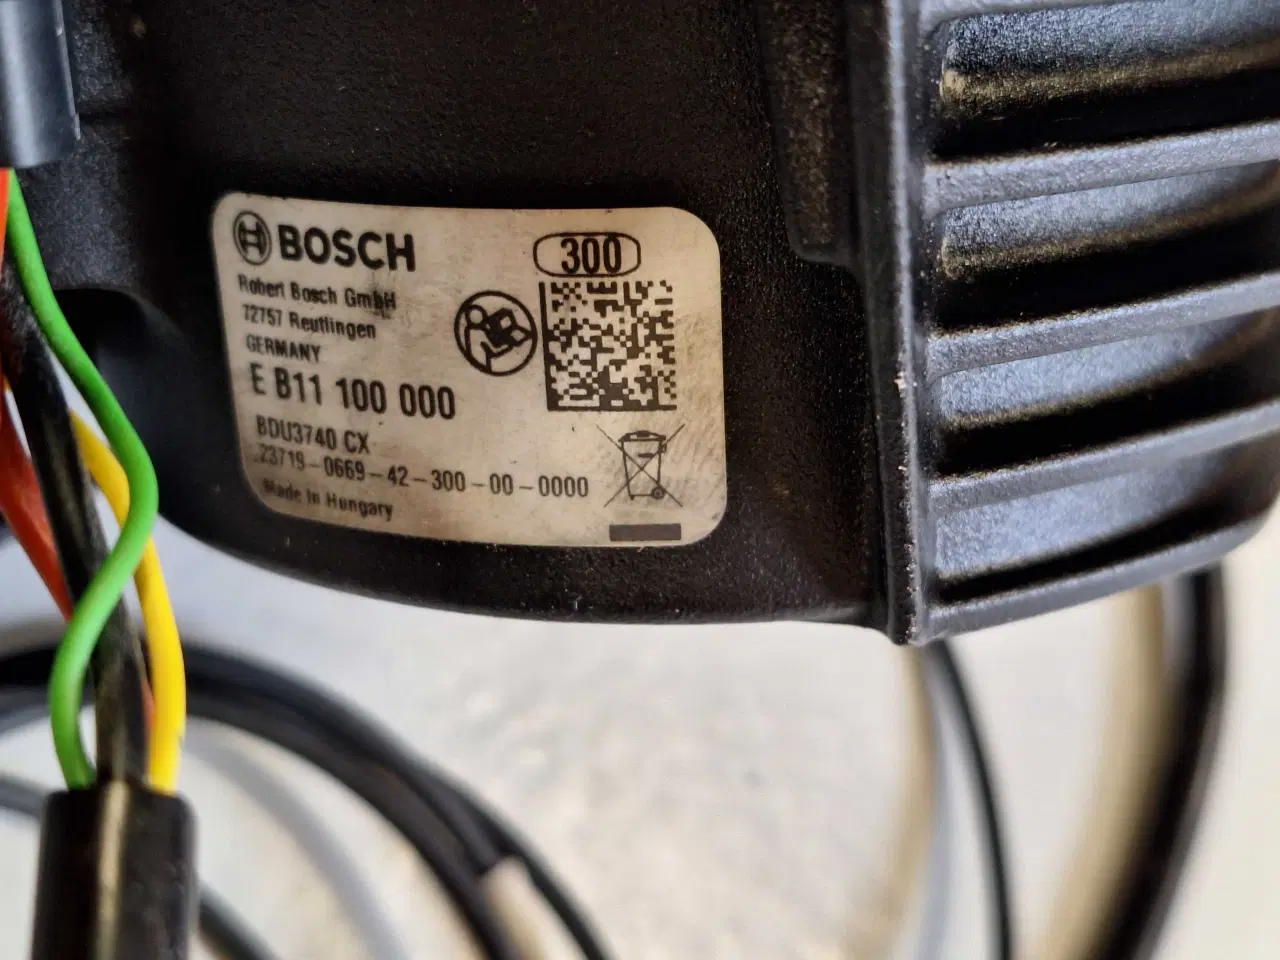 BOSCH
300
Robert Bosch GmbH
72757 Reutlingen
GERMANY
E B11 100 000
BDU3740 CX
23719-0669-42-300-00-0000
Made in Hungary